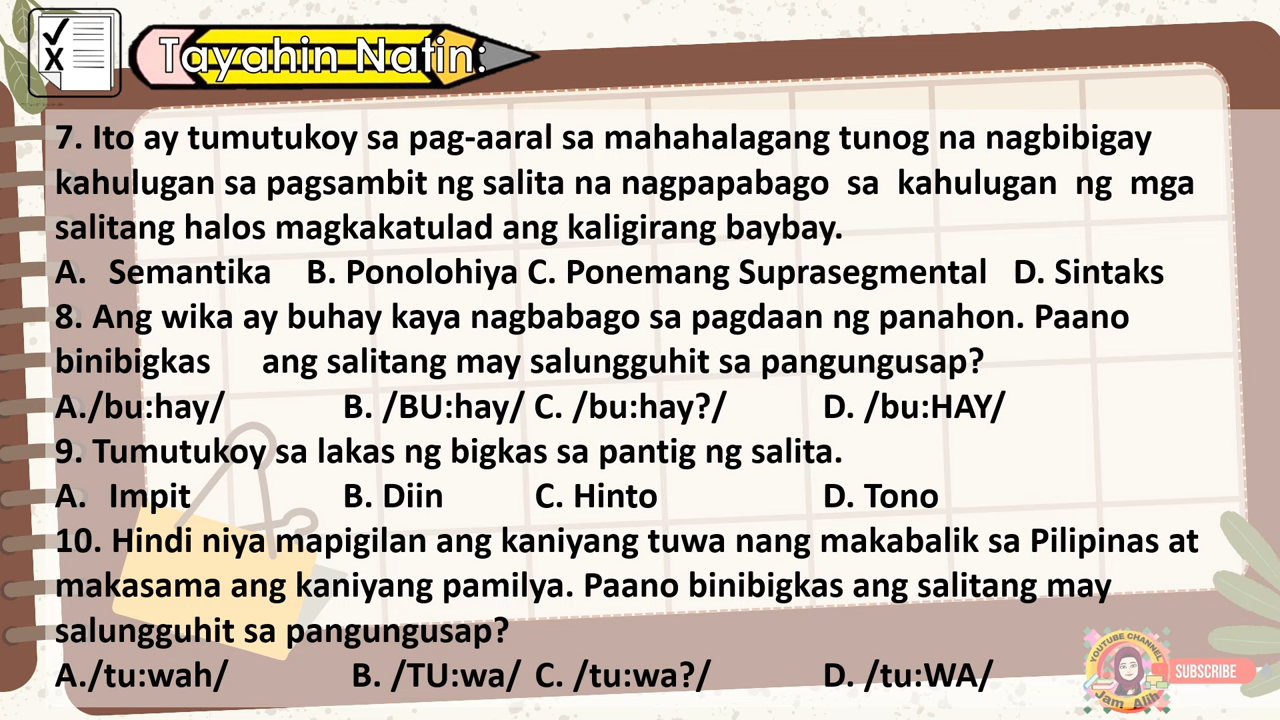 Tayahin Natin:
7. Ito ay tumutukoy sa pag-aaral sa mahahalagang tunog na nagbibigay
kahulugan sa pagsambit ng salita na nagpapabago sa kahulugan ng mga
salitang halos magkakatulad ang kaligirang baybay.
A. Semantika B. Ponolohiya C. Ponemang Suprasegmental D. Sintaks
8. Ang wika ay buhay kaya nagbabago sa pagdaan ng panahon. Paano
binibigkas ang salitang may salungguhit sa pangungusap?
A./bu:hay/ B. /BU:hay/ C. /bu:hay?/ D. /bu:HAY/
9. Tumutukoy sa lakas ng bigkas sa pantig ng salita.
A. Impit B. Diin C. Hinto D. Tono
10. Hindi niya mapigilan ang kaniyang tuwa nang makabalik sa Pilipinas at
makasama ang kaniyang pamilya. Paano binibigkas ang salitang may
salungguhit sa pangungusap?
A./tu:wah/ B. /TU:wa/ C. /tu:wa?/ D. /tu:WA/
YOUTUBE CHANNEL
Jam Alih
SUBSCRIBE